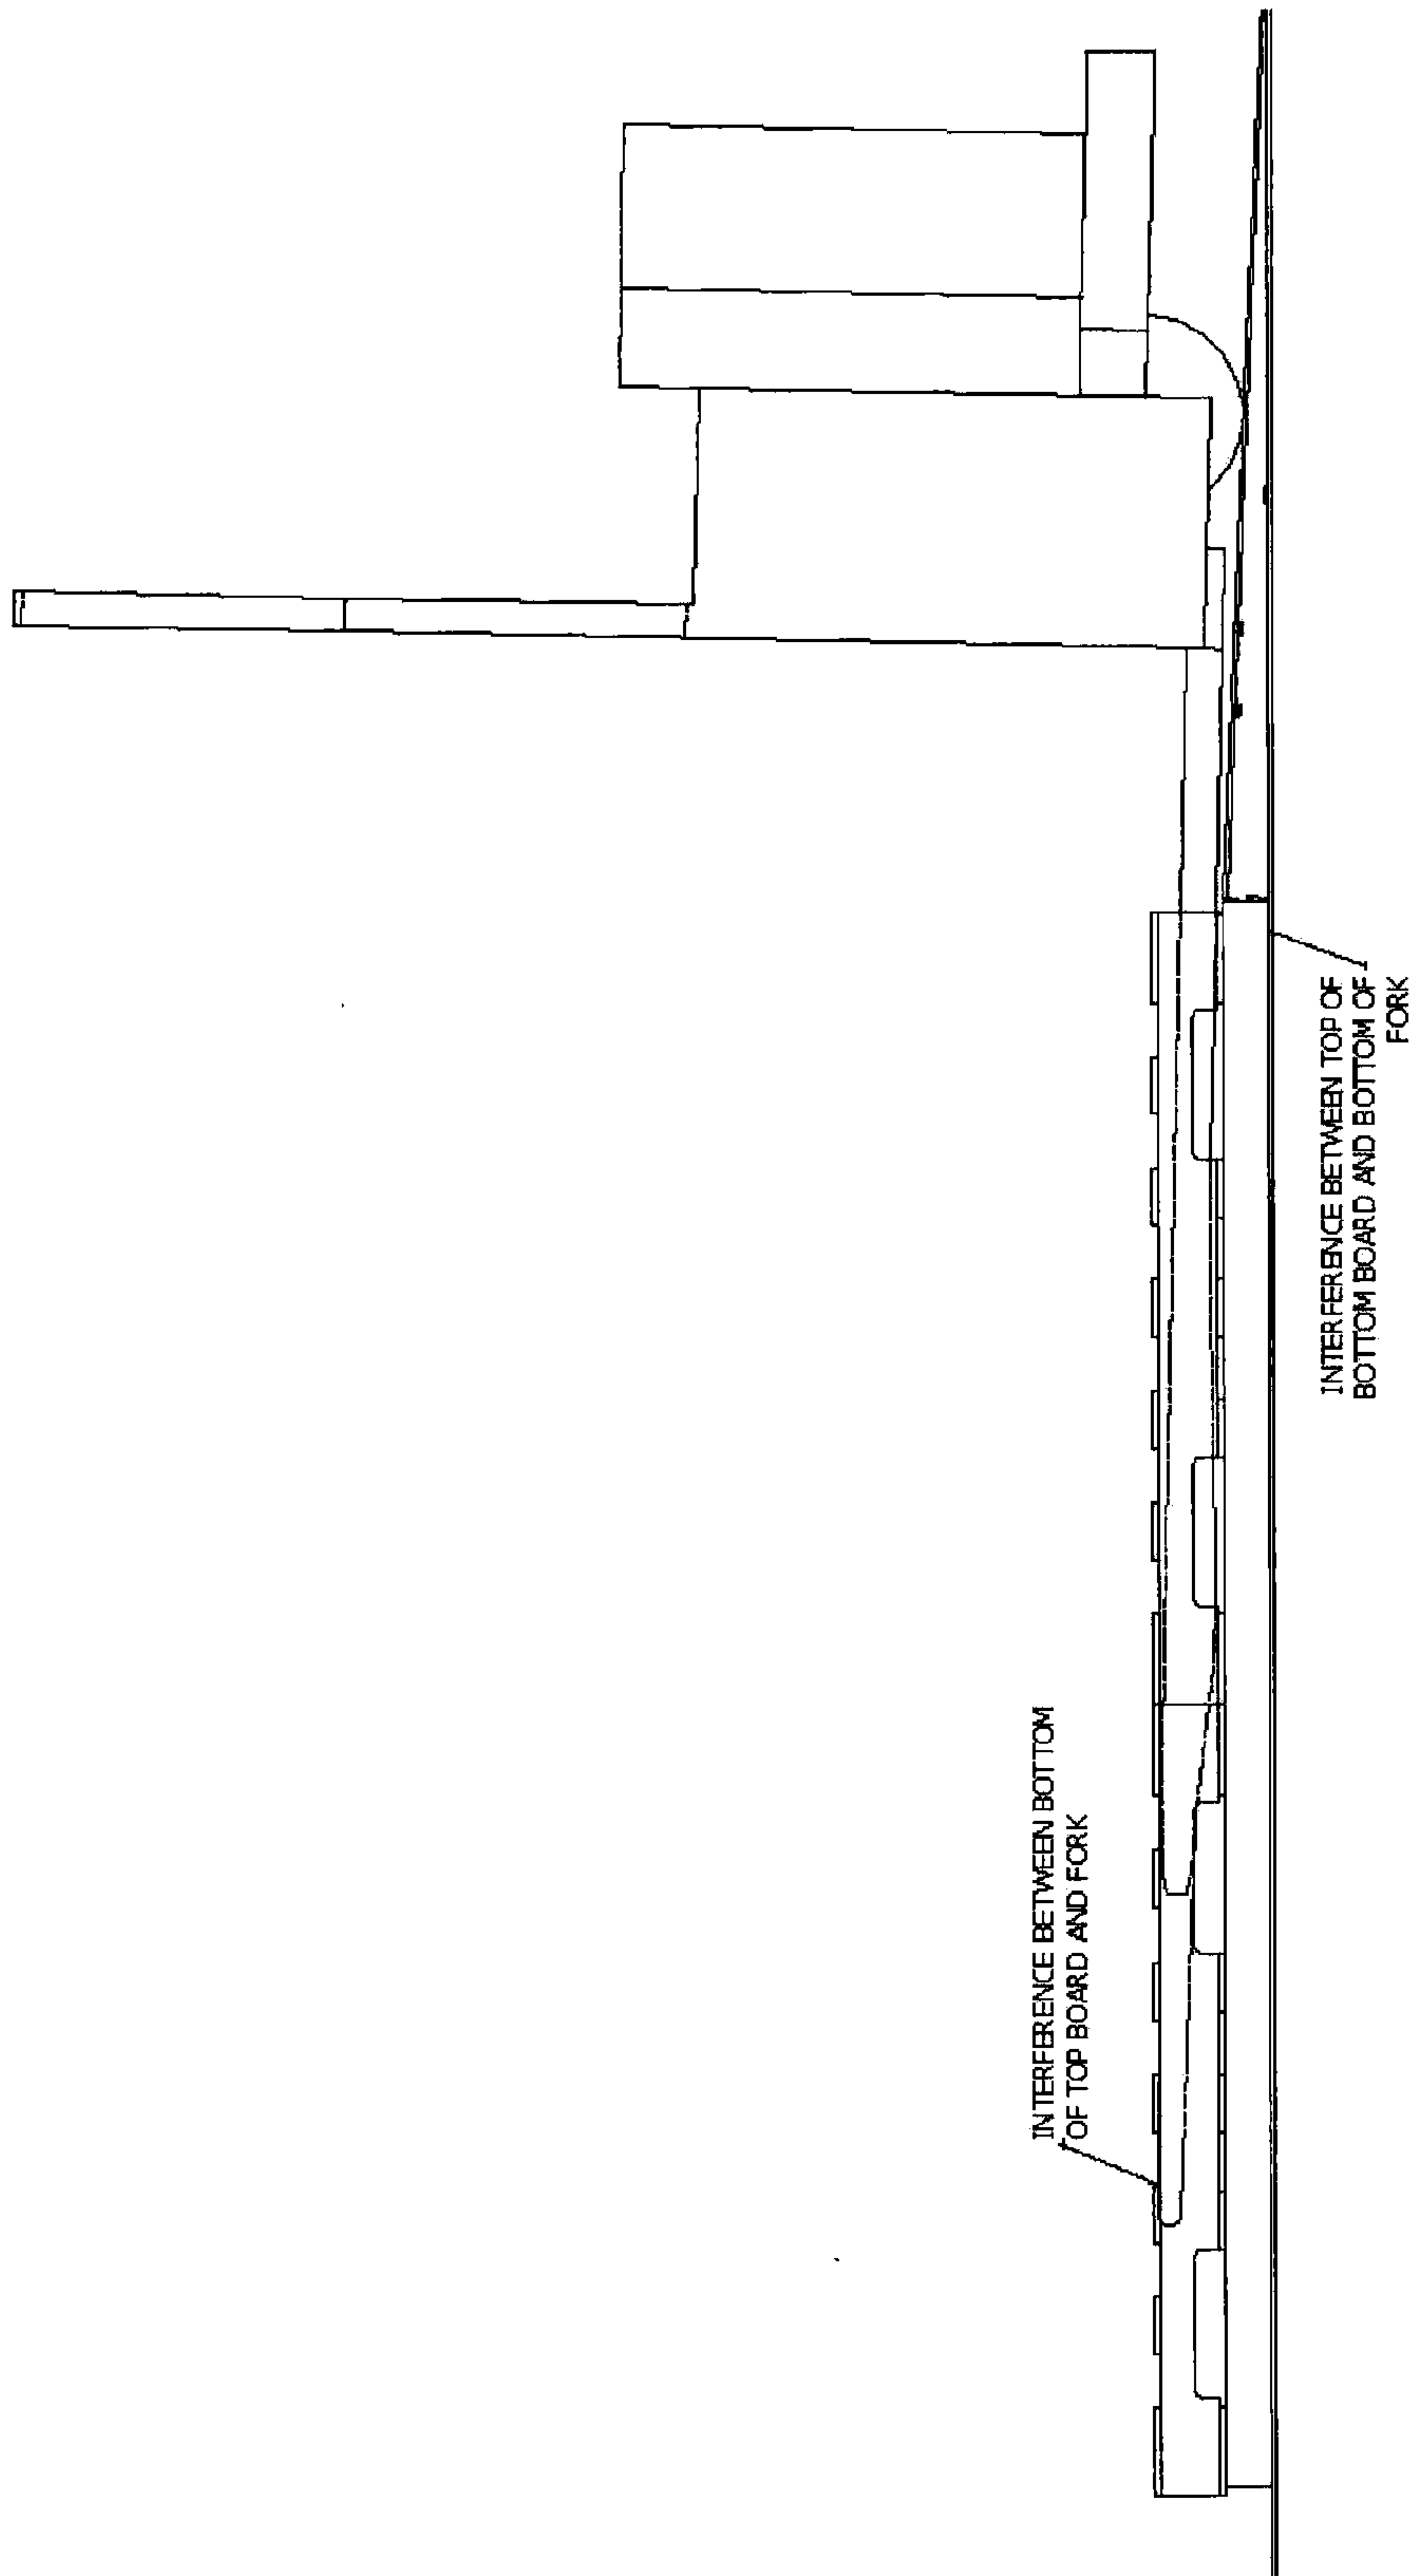 INTERFERENCE BETWEEN BOTTOM
OF TOP BOARD AND FORK
INTERFERENCE BETWEEN TOP OF
BOTTOM BOARD AND BOTTOM OF
FORK